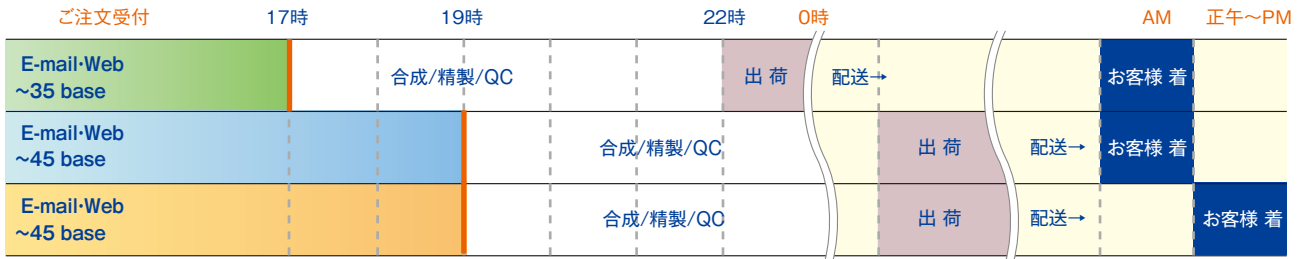 ご注文受付 17時 19時 22時 0時 AM 正午〜PM
E-mail・Web
~35 base
合成/精製/QC 出 荷 配送→ お客様 着
E-mail・Web
~45 base
合成/精製/QC 出 荷 配送→ お客様 着
E-mail・Web
~45 base
合成/精製/QC 出 荷 配送→ お客様 着